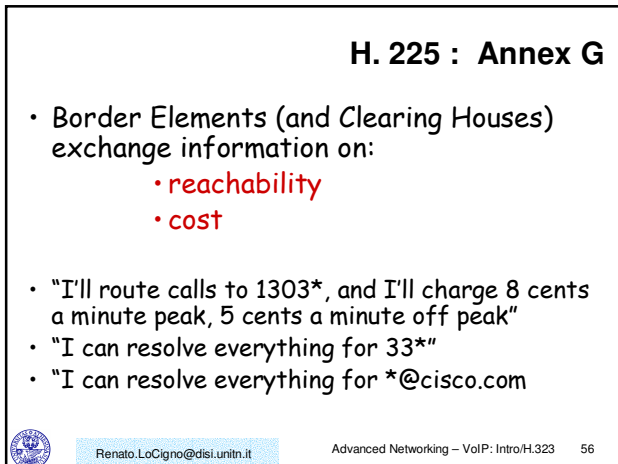 H. 225 : Annex G
• Border Elements (and Clearing Houses)
exchange information on:
• reachability
• cost
• "I'll route calls to 1303*, and I'll charge 8 cents
a minute peak, 5 cents a minute off peak"
• "I can resolve everything for 33*"
• "I can resolve everything for *@cisco.com
Renato.LoCigno@disi.unitn.it
Advanced Networking – VoIP: Intro/H.323 56